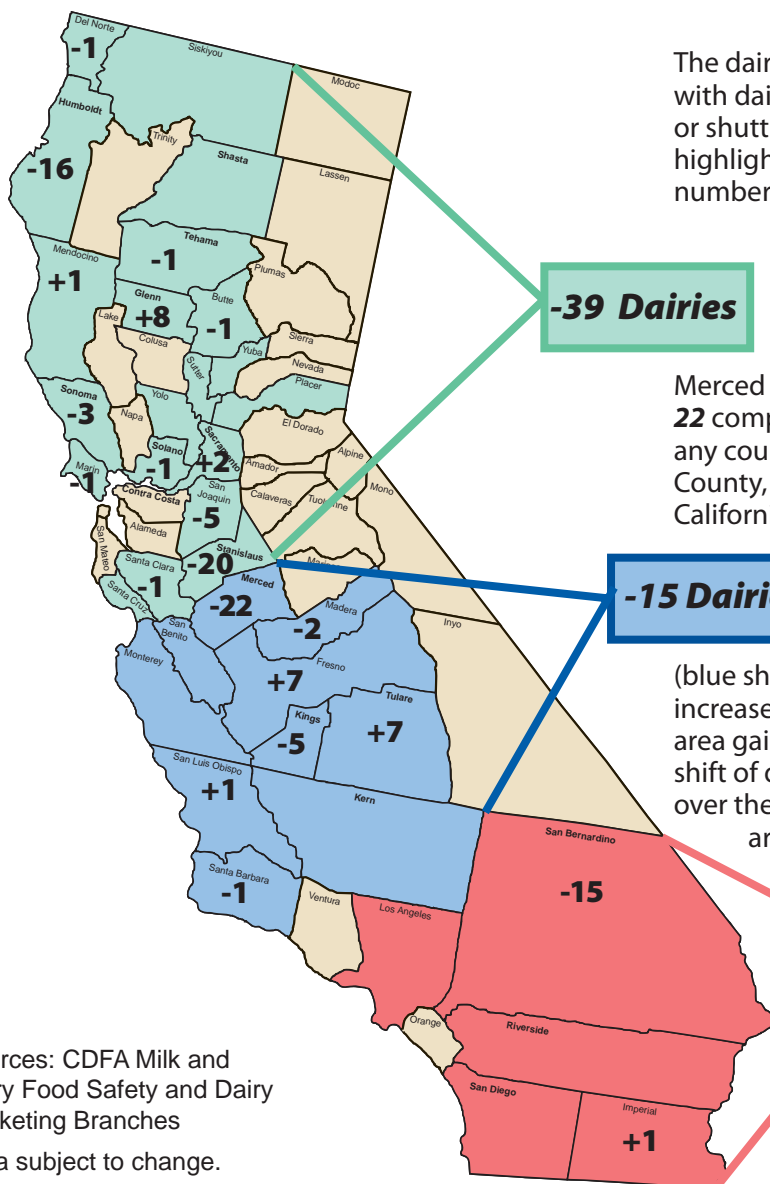 Del Norte
-1
Siskiyou
Modoc
Humboldt
-16
Trinity
Shasta
Lassen
Mendocino
+1
Tehama
-1
Plumas
Glenn
+8
Butte
-1
Lake
Colusa
Sutter
Yuba
Sierra
Nevada
Placer
Sonoma
-3
Napa
Yolo
Solano
-1
Sacramento
+2
El Dorado
Alpine
Amador
Marin
-1
Contra Costa
San
Joaquin
-5
Calaveras
Mono
Alameda
San Mateo
Stanislaus
-20
Santa Clara
-1
Santa Cruz
Merced
-22
Madera
-2
San
Benito
Monterey
Fresno
+7
Inyo
Kings
-5
Tulare
+7
San Luis Obispo
+1
Kern
Santa Barbara
-1
Ventura
Los Angeles
San Bernardino
-15
Orange
Riverside
San Diego
Imperial
+1
The dair
with dai
or shutt
highligh
number
-39 Dairies
Merced
22 comp
any cou
County,
Californ
-15 Dairi
(blue sh
increase
area gai
shift of c
over the
ar
rces: CDFA Milk and
ry Food Safety and Dairy
keting Branches
a subject to change.